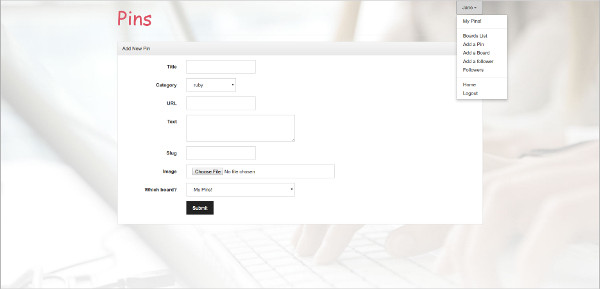 Pins
Jann
My Pins!
Boards List
Add a Pin
Add a Board
Add a follower
Followers
Home
Logout
Add New Pin
Title
Category
ruby
URL
Text
Slug
Image
Choose File No file chosen
Which board?
My Pins!
Submit